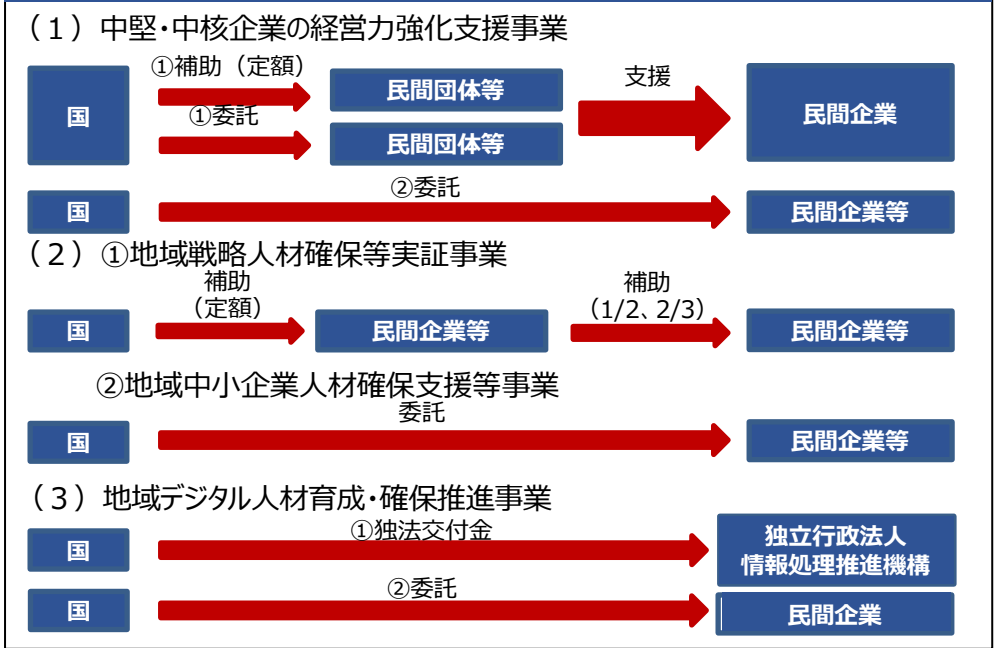 （１）中堅・中核企業の経営力強化支援事業
①補助（定額）
国
民間団体等
支援
民間企業
①委託
民間団体等
②委託
国
民間企業等
（２）①地域戦略人材確保等実証事業
補助
（定額）
補助
（1/2、2/3）
国
民間企業等
民間企業等
②地域中小企業人材確保支援等事業
委託
国
民間企業等
（３）地域デジタル人材育成・確保推進事業
①独法交付金
国
独立行政法人
情報処理推進機構
②委託
国
民間企業